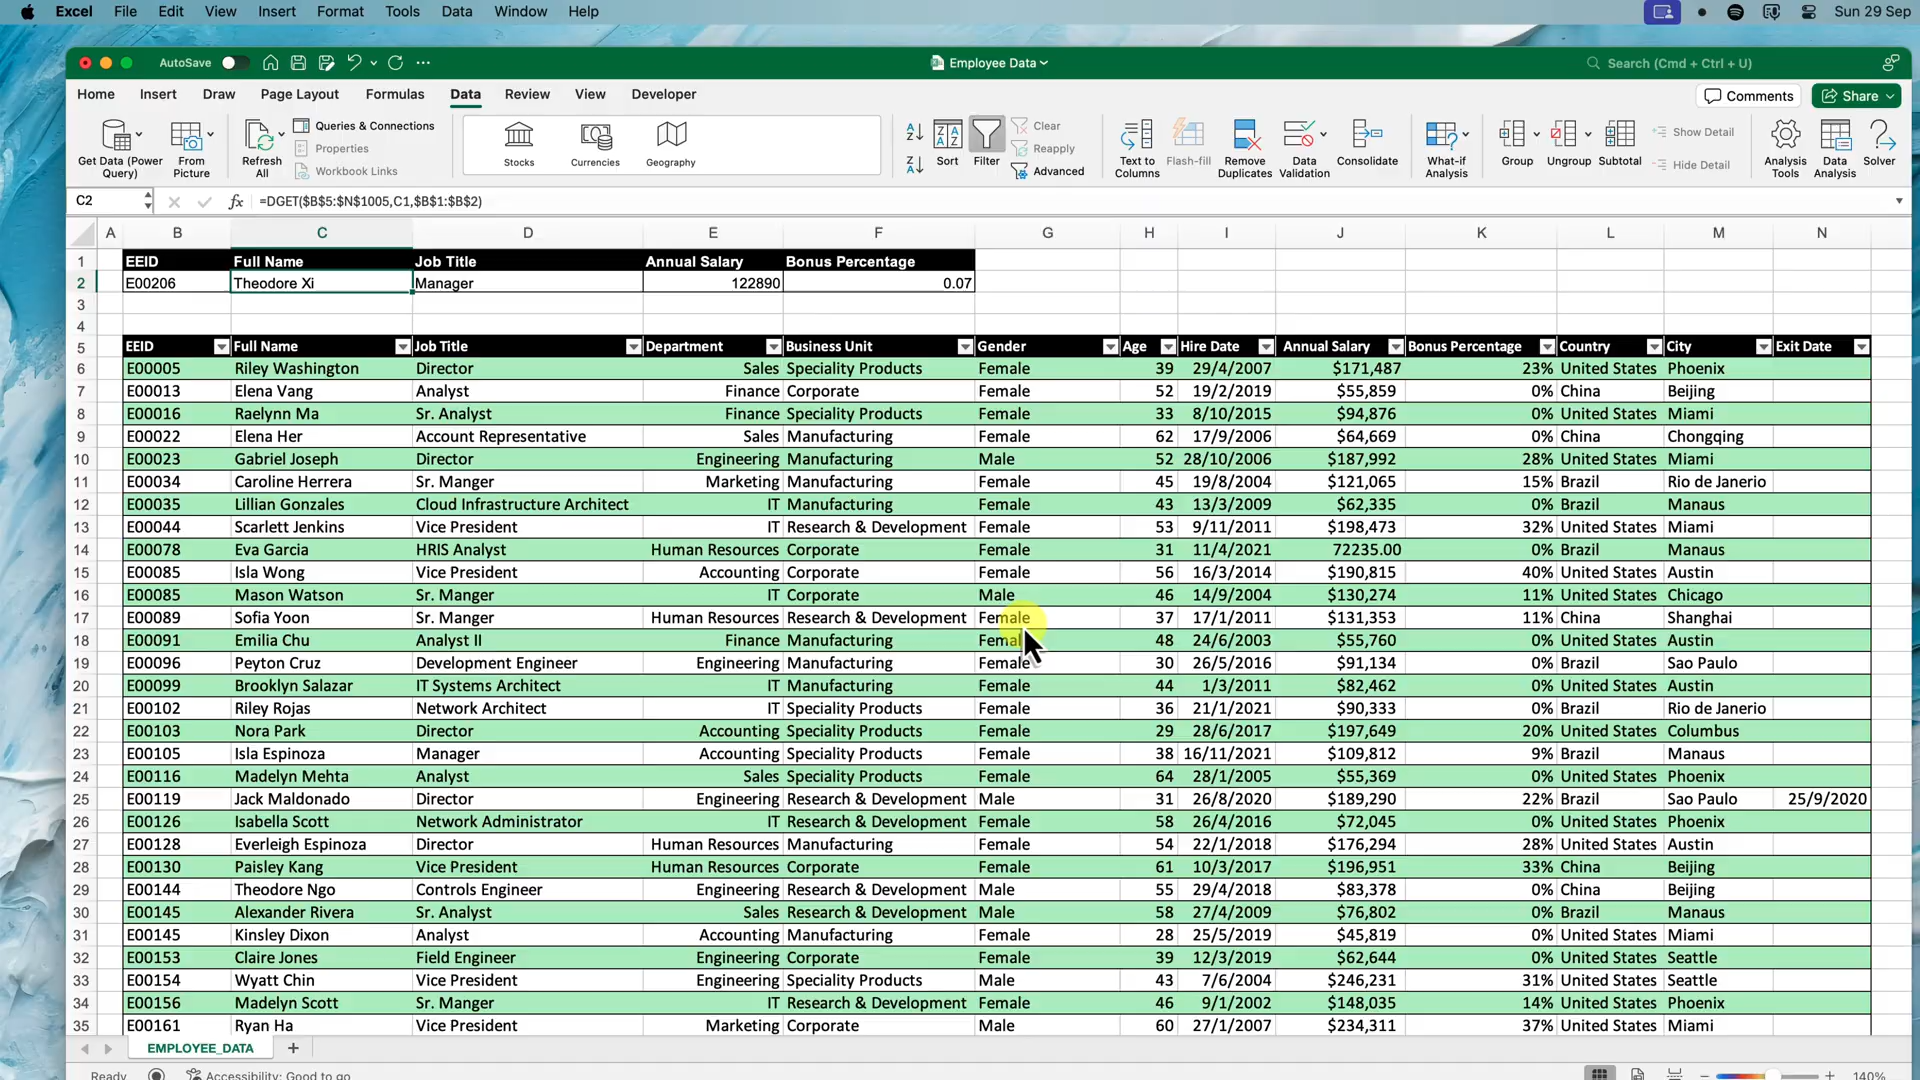 Excel File Edit View Insert Format Tools Data Window Help Sun 29 Sep
AutoSave Employee Data Search (Cmd + Ctrl + U)
Home Insert Draw Page Layout Formulas Data Review View Developer Comments Share
Get Data (Power Query) From Picture Refresh All Queries & Connections Properties Workbook Links Stocks Currencies Geography Sort Filter Clear Reapply Advanced Text to Columns Flash-fill Remove Duplicates Data Validation Consolidate What-if Analysis Group Ungroup Subtotal Show Detail Hide Detail Analysis Tools Data Analysis Solver
C2 fx =DGET($B$5:$N$1005,C1,$B$1:$B$2)
A B C D E F G H I J K L M N
1 EEID Full Name Job Title Annual Salary Bonus Percentage
2 E00206 Theodore Xi Manager 122890 0.07
3
4
5 EEID Full Name Job Title Department Business Unit Gender Age Hire Date Annual Salary Bonus Percentage Country City Exit Date
6 E00005 Riley Washington Director Sales Speciality Products Female 39 29/4/2007 $171,487 23% United States Phoenix
7 E00013 Elena Vang Analyst Finance Corporate Female 52 19/2/2019 $55,859 0% China Beijing
8 E00016 Raelynn Ma Sr. Analyst Finance Speciality Products Female 33 8/10/2015 $94,876 0% United States Miami
9 E00022 Elena Her Account Representative Sales Manufacturing Female 62 17/9/2006 $64,669 0% China Chongqing
10 E00023 Gabriel Joseph Director Engineering Manufacturing Male 52 28/10/2006 $187,992 28% United States Miami
11 E00034 Caroline Herrera Sr. Manger Marketing Manufacturing Female 45 19/8/2004 $121,065 15% Brazil Rio de Janerio
12 E00035 Lillian Gonzales Cloud Infrastructure Architect IT Manufacturing Female 43 13/3/2009 $62,335 0% Brazil Manaus
13 E00044 Scarlett Jenkins Vice President IT Research & Development Female 53 9/11/2011 $198,473 32% United States Miami
14 E00078 Eva Garcia HRIS Analyst Human Resources Corporate Female 31 11/4/2021 72235.00 0% Brazil Manaus
15 E00085 Isla Wong Vice President Accounting Corporate Female 56 16/3/2014 $190,815 40% United States Austin
16 E00085 Mason Watson Sr. Manger IT Corporate Male 46 14/9/2004 $130,274 11% United States Chicago
17 E00089 Sofia Yoon Sr. Manger Human Resources Research & Development Female 37 17/1/2011 $131,353 11% China Shanghai
18 E00091 Emilia Chu Analyst II Finance Manufacturing Female 48 24/6/2003 $55,760 0% United States Austin
19 E00096 Peyton Cruz Development Engineer Engineering Manufacturing Female 30 26/5/2016 $91,134 0% Brazil Sao Paulo
20 E00099 Brooklyn Salazar IT Systems Architect IT Manufacturing Female 44 1/3/2011 $82,462 0% United States Austin
21 E00102 Riley Rojas Network Architect IT Speciality Products Female 36 21/1/2021 $90,333 0% Brazil Rio de Janerio
22 E00103 Nora Park Director Accounting Speciality Products Female 29 28/6/2017 $197,649 20% United States Columbus
23 E00105 Isla Espinoza Manager Accounting Speciality Products Female 38 16/11/2021 $109,812 9% Brazil Manaus
24 E00116 Madelyn Mehta Analyst Sales Speciality Products Female 64 28/1/2005 $55,369 0% United States Phoenix
25 E00119 Jack Maldonado Director Engineering Research & Development Male 31 26/8/2020 $189,290 22% Brazil Sao Paulo 25/9/2020
26 E00126 Isabella Scott Network Administrator IT Research & Development Female 58 26/4/2016 $72,045 0% United States Phoenix
27 E00128 Everleigh Espinoza Director Human Resources Manufacturing Female 54 22/1/2018 $176,294 28% United States Austin
28 E00130 Paisley Kang Vice President Human Resources Corporate Female 61 10/3/2017 $196,951 33% China Beijing
29 E00144 Theodore Ngo Controls Engineer Engineering Research & Development Male 55 29/4/2018 $83,378 0% China Beijing
30 E00145 Alexander Rivera Sr. Analyst Sales Research & Development Male 58 27/4/2009 $76,802 0% Brazil Manaus
31 E00145 Kinsley Dixon Analyst Accounting Manufacturing Female 28 25/5/2019 $45,819 0% United States Miami
32 E00153 Claire Jones Field Engineer Engineering Corporate Female 39 12/3/2019 $62,644 0% United States Seattle
33 E00154 Wyatt Chin Vice President Engineering Speciality Products Male 43 7/6/2004 $246,231 31% United States Seattle
34 E00156 Madelyn Scott Sr. Manger IT Research & Development Female 46 9/1/2002 $148,035 14% United States Phoenix
35 E00161 Ryan Ha Vice President Marketing Corporate Male 60 27/1/2007 $234,311 37% United States Miami
EMPLOYEE_DATA
Ready Accessibility: Good to go 140%